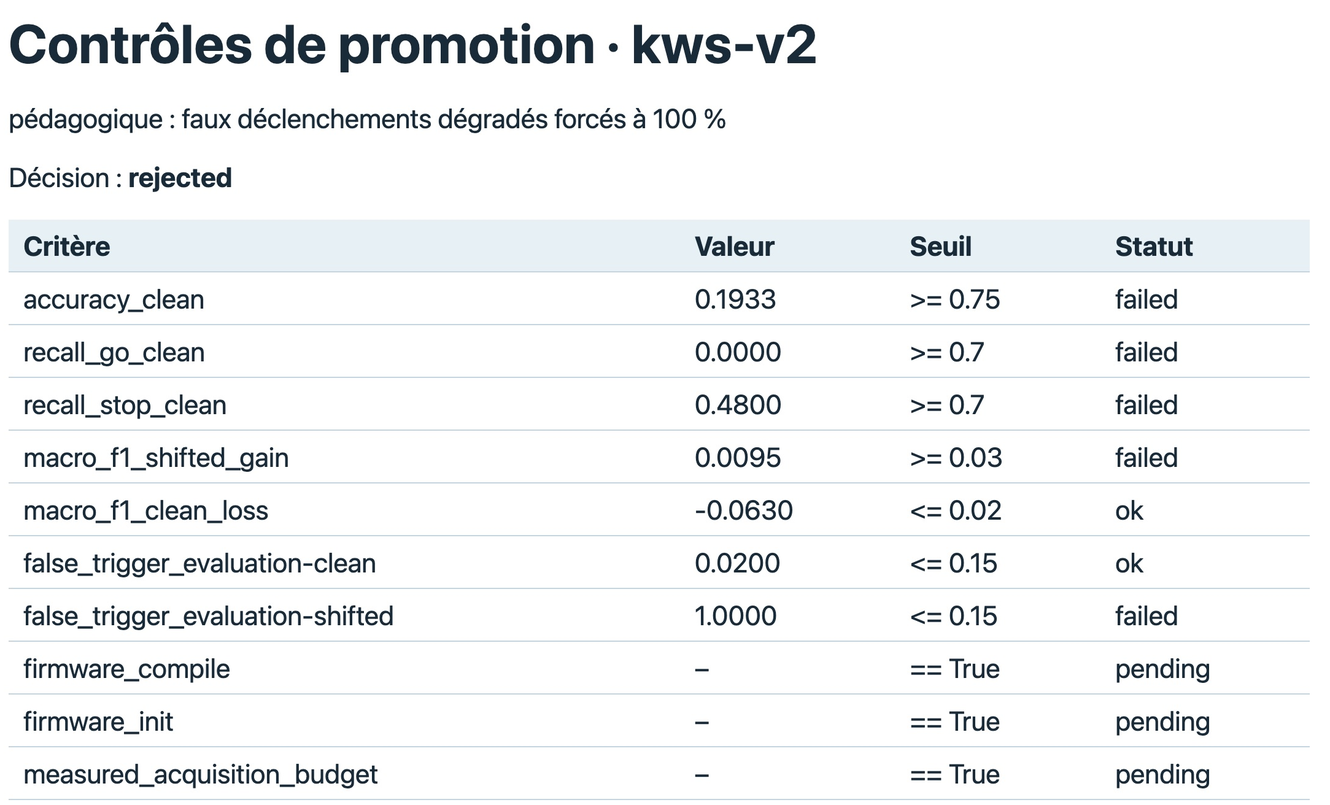 Contrôles de promotion · kws-v2
pédagogique : faux déclenchements dégradés forcés à 100 %
Décision : rejected
Critère Valeur Seuil Statut
accuracy_clean 0.1933 >= 0.75 failed
recall_go_clean 0.0000 >= 0.7 failed
recall_stop_clean 0.4800 >= 0.7 failed
macro_f1_shifted_gain 0.0095 >= 0.03 failed
macro_f1_clean_loss -0.0630 <= 0.02 ok
false_trigger_evaluation-clean 0.0200 <= 0.15 ok
false_trigger_evaluation-shifted 1.0000 <= 0.15 failed
firmware_compile – == True pending
firmware_init – == True pending
measured_acquisition_budget – == True pending